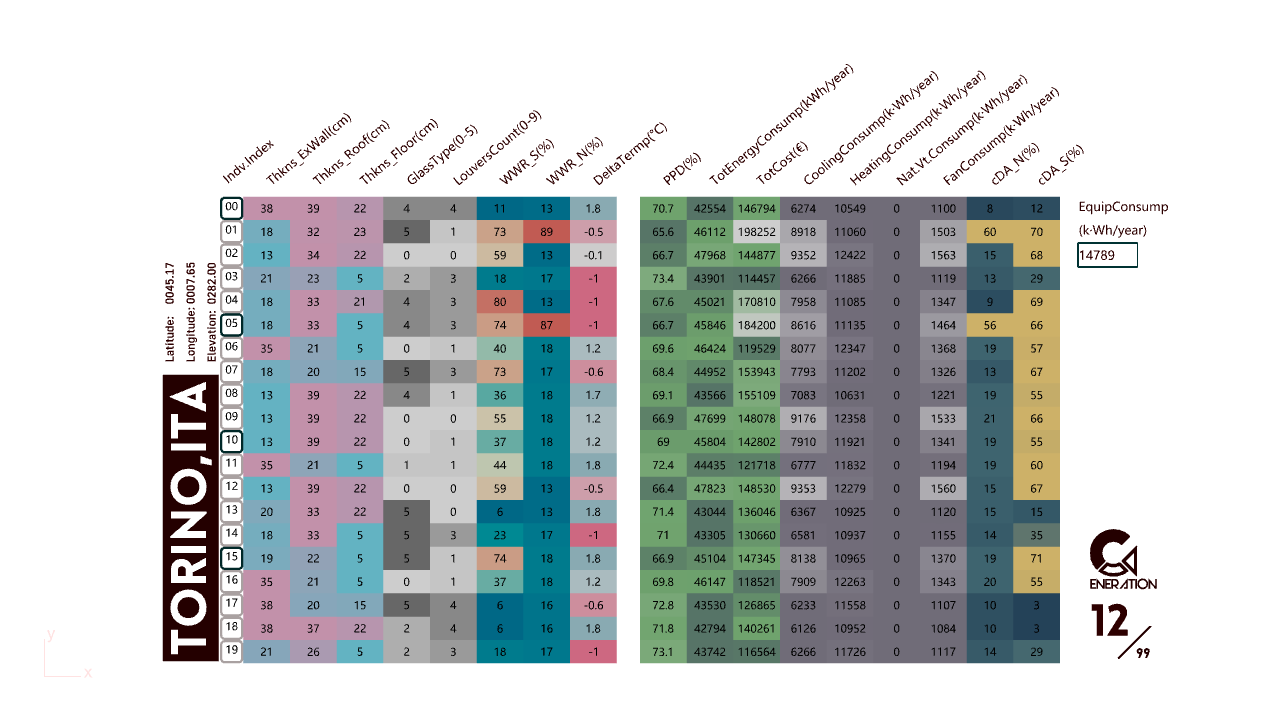 Indv.Index Thkns_ExWall(cm) Thkns_Roof(cm) Thkns_Floor(cm) GlassType(0-5) LouversCount(0-9) WWR_S(%) WWR_N(%) DeltaTermp(°C) PPD(%) TotEnergyConsump(kWh/year) TotCost(€) CoolingConsump(k·Wh/year) HeatingConsump(k·Wh/year) Nat.Vt.Consump(k·Wh/year) FanConsump(k·Wh/year) cDA_N(%) cDA_S(%)
00 38 39 22 4 4 11 13 1.8 70.7 42554 146794 6274 10549 0 1100 8 12
01 18 32 23 5 1 73 89 -0.5 65.6 46112 198252 8918 11060 0 1503 60 70
02 13 34 22 0 0 59 13 -0.1 66.7 47968 144877 9352 12422 0 1563 15 68
03 21 23 5 2 3 18 17 -1 73.4 43901 114457 6266 11885 0 1119 13 29
04 18 33 21 4 3 80 13 -1 67.6 45021 170810 7958 11085 0 1347 9 69
05 18 33 5 4 3 74 87 -1 66.7 45846 184200 8616 11135 0 1464 56 66
06 35 21 5 0 1 40 18 1.2 69.6 46424 119529 8077 12347 0 1368 19 57
07 18 20 15 5 3 73 17 -0.6 68.4 44952 153943 7793 11202 0 1326 13 67
08 13 39 22 4 1 36 18 1.7 69.1 43566 155109 7083 10631 0 1221 19 55
09 13 39 22 0 0 55 18 1.2 66.9 47699 148078 9176 12358 0 1533 21 66
10 13 39 22 0 1 37 18 1.2 69 45804 142802 7910 11921 0 1341 19 55
11 35 21 5 1 1 44 18 1.8 72.4 44435 121718 6777 11832 0 1194 19 60
12 13 39 22 0 0 59 13 -0.5 66.4 47823 148530 9353 12279 0 1560 15 67
13 20 33 22 5 0 6 13 1.8 71.4 43044 136046 6367 10925 0 1120 15 15
14 18 33 5 5 3 23 17 -1 71 43305 130660 6581 10937 0 1155 14 35
15 19 22 5 5 1 74 18 1.8 66.9 45104 147345 8138 10965 0 1370 19 71
16 35 21 5 0 1 37 18 1.2 69.8 46147 118521 7909 12263 0 1343 20 55
17 38 20 15 5 4 6 16 -0.6 72.8 43530 126865 6233 11558 0 1107 10 3
18 38 37 22 2 4 6 16 1.8 71.8 42794 140261 6126 10952 0 1084 10 3
19 21 26 5 2 3 18 17 -1 73.1 43742 116564 6266 11726 0 1117 14 29
EquipConsump
(k·Wh/year)
14789
Latitude: 0045.17
Longitude: 0007.65
Elevation: 0282.00
TORINO,ITA
GENERATION
12/99
y
x